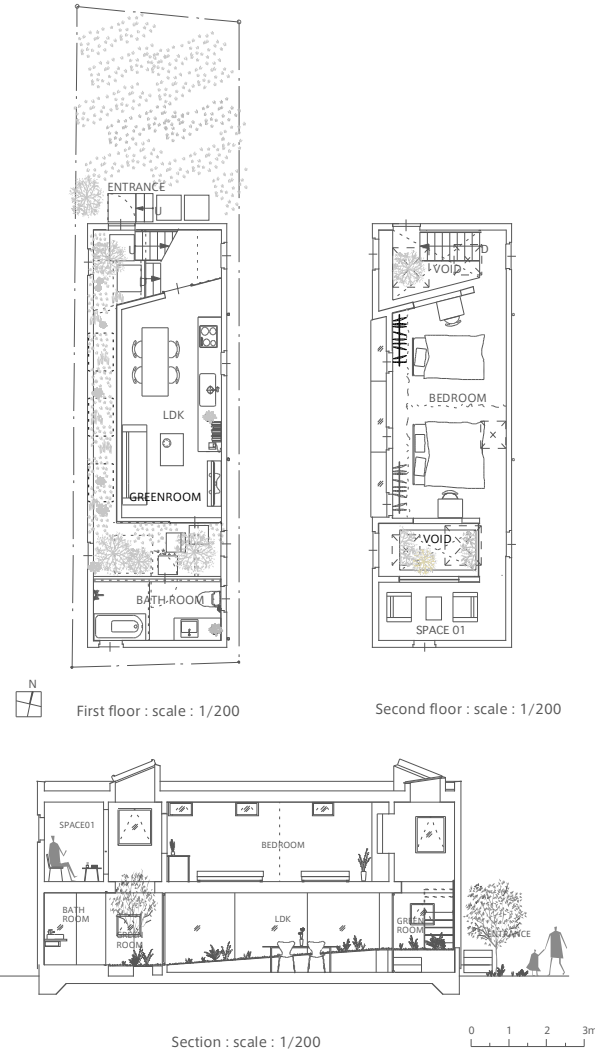 ENTRANCE
U
U
LDK
GREENROOM
BATH ROOM
D
VOID
BEDROOM
VOID
SPACE 01
N
First floor : scale : 1/200
Second floor : scale : 1/200
SPACE01
BEDROOM
BATH
ROOM
GREEN
ROOM
LDK
GREEN
ROOM
ENTRANCE
Section : scale : 1/200
0 1 2 3m